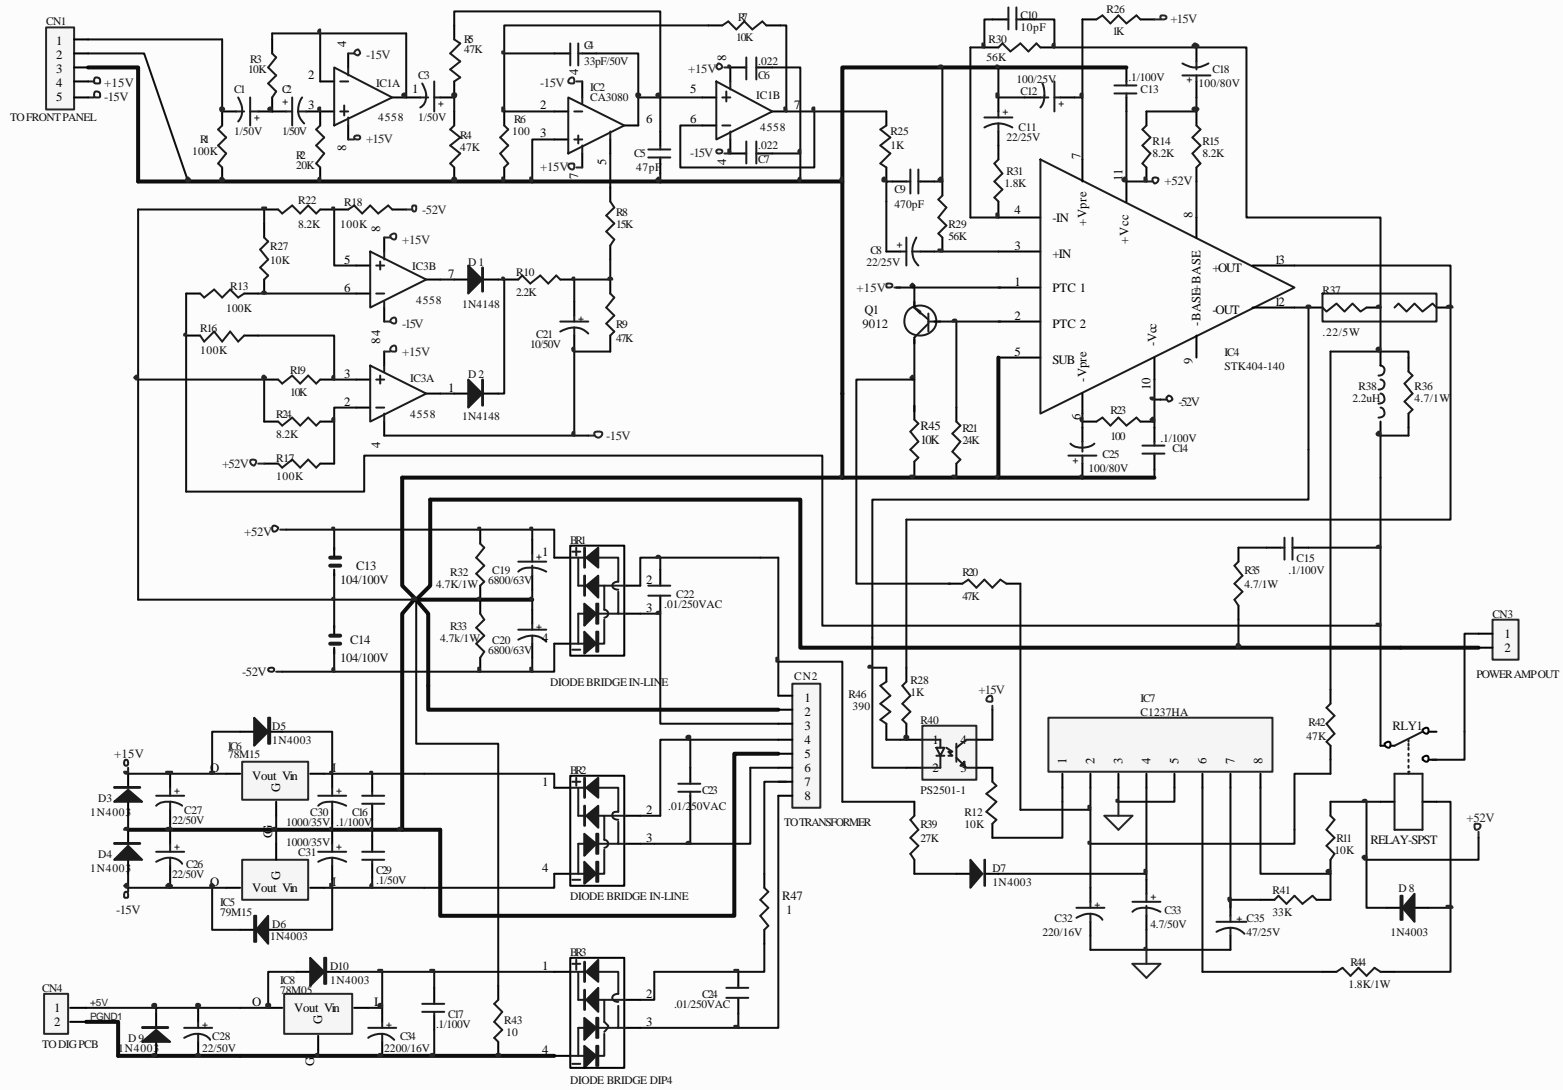 CN1
1
2
3
4
5
+15V
-15V
TO FRONT PANEL
R1
100K
C1
1/50V
R3
10K
C2
1/50V
R2
20K
-15V
IC1A
4558
+15V
C3
1/50V
R5
47K
R4
47K
R6
100
C4
33pF/50V
-15V
IC2
CA3080
+15V
C5
47pF
R7
10K
+15V
.022
C6
IC1B
4558
-15V
.022
C7
R25
1K
C9
470pF
C8
22/25V
R29
56K
C10
10pF
R30
56K
R26
1K
+15V
100/25V
C12
C11
22/25V
R31
1.8K
.1/100V
C13
C18
100/80V
R14
8.2K
R15
8.2K
+52V
-IN
+IN
PTC 1
PTC 2
SUB
+Vpre
+Vcc
-BASE+BASE
+OUT
-OUT
-Vcc
-Vpre
IC4
STK404-140
+15V
Q1
9012
R45
10K
R21
24K
R23
100
C25
100/80V
.1/100V
C14
-52V
R37
.22/5W
R38
2.2uH
R36
4.7/1W
R22
8.2K
R18
100K
-52V
R27
10K
R13
100K
R16
100K
+15V
IC3B
4558
-15V
D1
1N4148
R10
2.2K
R8
15K
C21
10/50V
R9
47K
R19
10K
R24
8.2K
+52V
R17
100K
+15V
IC3A
4558
D2
1N4148
-15V
+52V
C13
104/100V
C14
104/100V
-52V
R32
4.7K/1W
R33
4.7k/1W
C19
6800/63V
C20
6800/63V
BR1
DIODE BRIDGE IN-LINE
C22
.01/250VAC
R20
47K
R35
4.7/1W
C15
.1/100V
CN3
1
2
POWER AMP OUT
CN2
1
2
3
4
5
6
7
8
TO TRANSFORMER
R46
390
R28
1K
R40
PS2501-1
+15V
R12
10K
IC7
C1237HA
1 2 3 4 5 6 7 8
R42
47K
RLY1
RELAY-SPST
+52V
R11
10K
R41
33K
D8
1N4003
R44
1.8K/1W
R39
27K
D7
1N4003
C32
220/16V
C33
4.7/50V
C35
47/25V
D5
1N4003
IC6
78M15
Vout Vin
G
+15V
D3
1N4003
D4
1N4003
-15V
C27
22/50V
C26
22/50V
C30
1000/35V
C16
.1/100V
1000/35V
C31
C29
.1/50V
Vout Vin
G
IC5
79M15
D6
1N4003
BR2
DIODE BRIDGE IN-LINE
C23
.01/250VAC
R47
1
CN4
1
2
+5V
PGND1
TO DIG PCB
D9
1N4003
C28
22/50V
D10
1N4003
IC8
78M05
Vout Vin
G
C34
2200/16V
C17
.1/100V
R43
10
BR3
DIODE BRIDGE DIP4
C24
.01/250VAC